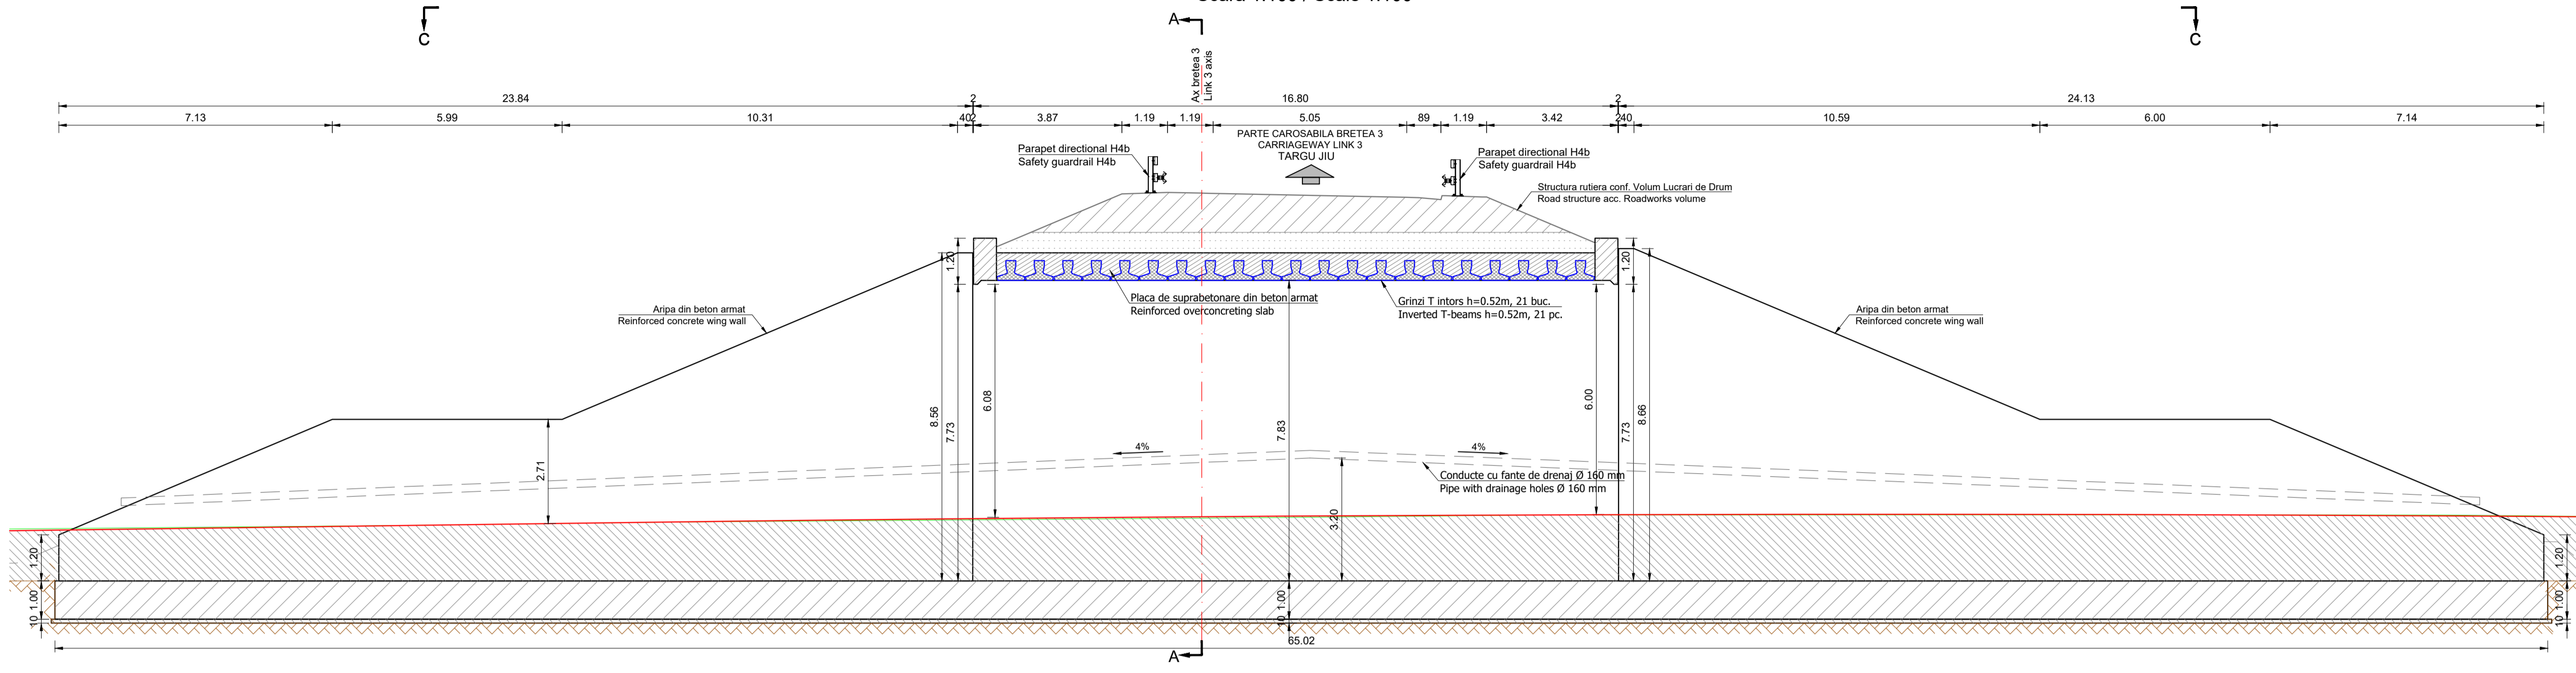 C
A
C
Ax bretea 3
Link 3 axis
23.84
2
16.80
2
24.13
7.13
5.99
10.31
40
2
3.87
1.19
1.19
5.05
89
1.19
3.42
2
40
10.59
6.00
7.14
PARTE CAROSABILA BRETEA 3
CARRIAGEWAY LINK 3
TARGU JIU
Parapet directional H4b
Safety guardrail H4b
Parapet directional H4b
Safety guardrail H4b
Structura rutiera conf. Volum Lucrari de Drum
Road structure acc. Roadworks volume
1.20
1.20
Placa de suprabetonare din beton armat
Reinforced overconcreting slab
Grinzi T intors h=0.52m, 21 buc.
Inverted T-beams h=0.52m, 21 pc.
Aripa din beton armat
Reinforced concrete wing wall
Aripa din beton armat
Reinforced concrete wing wall
8.56
7.73
6.08
7.83
6.00
7.73
8.66
2.71
4%
4%
Conducte cu fante de drenaj Ø 160 mm
Pipe with drainage holes Ø 160 mm
3.20
1.20
1.00
10
1.00
10
1.20
1.00
10
65.02
A